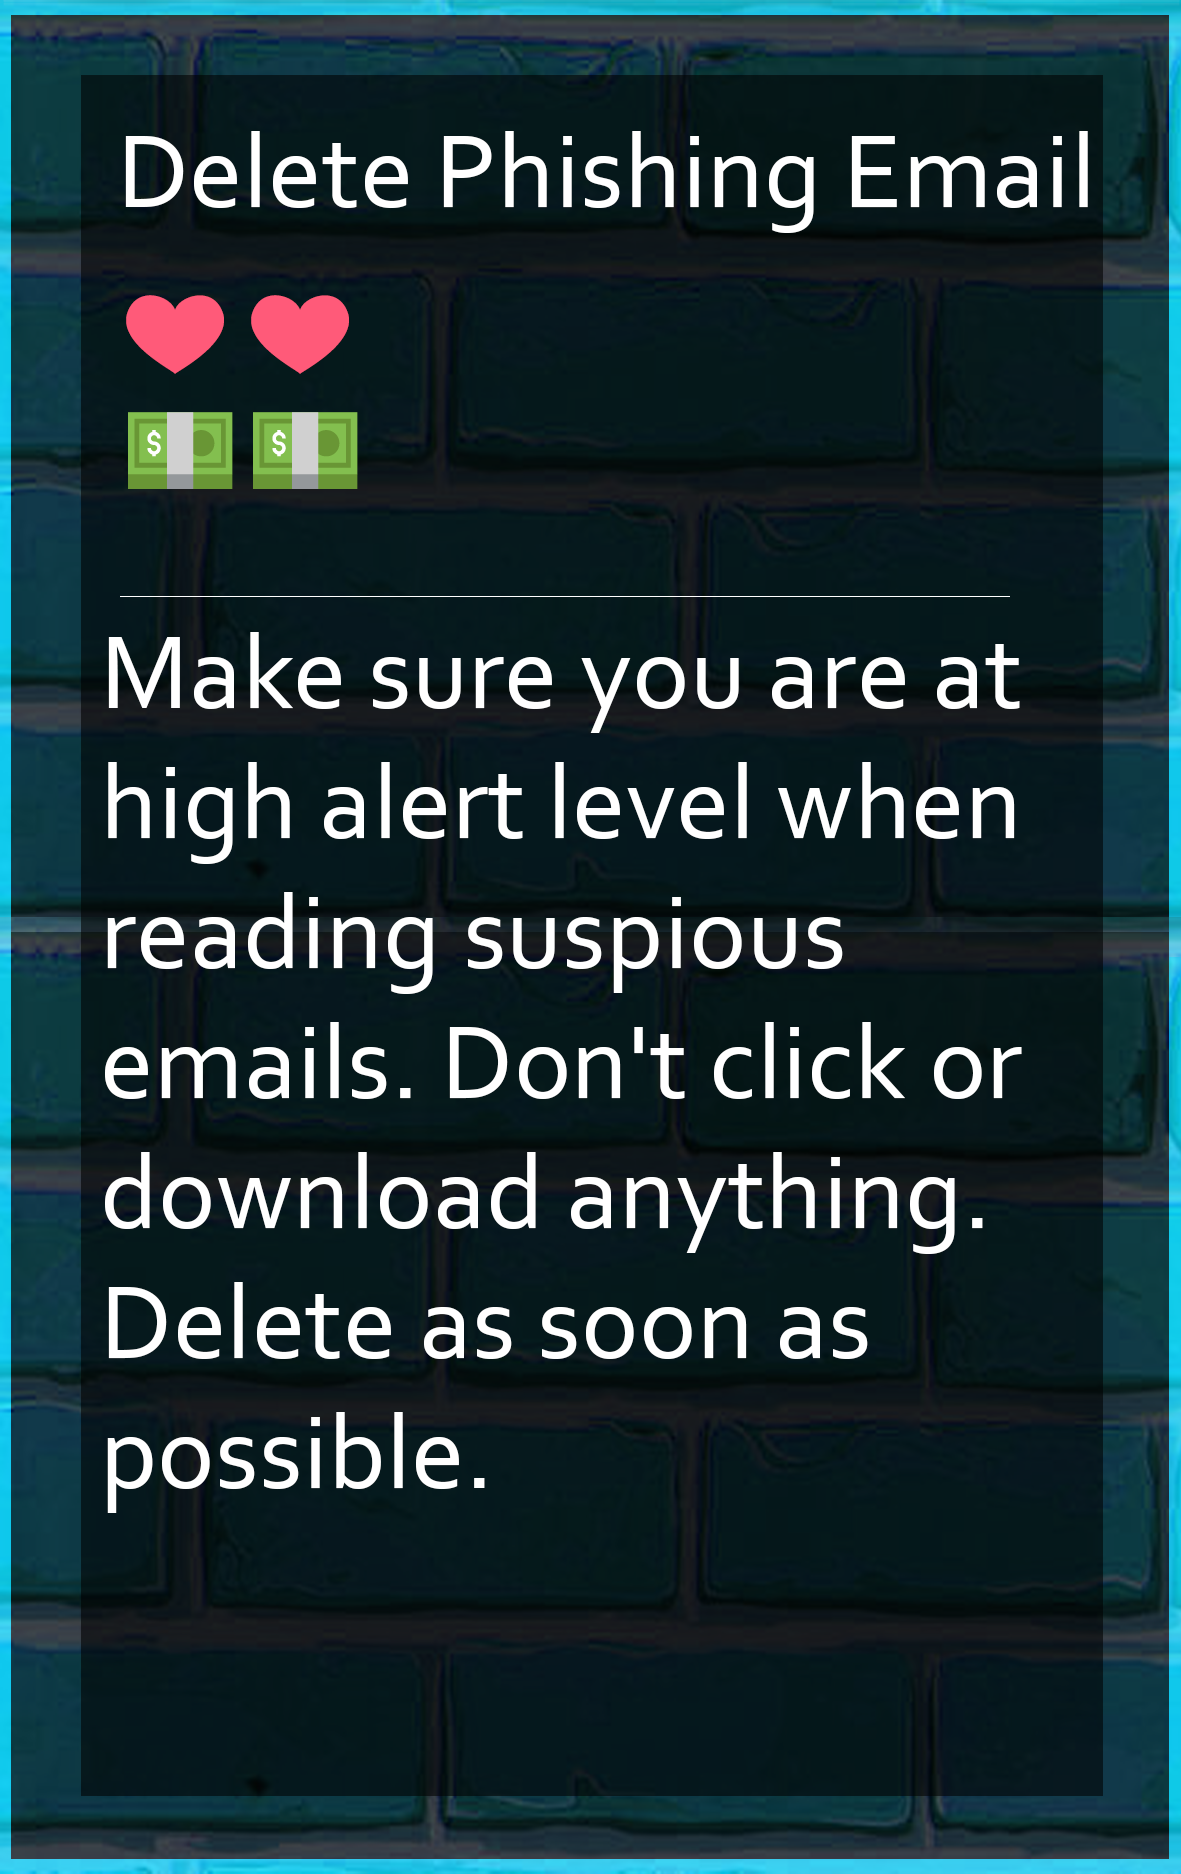 Delete Phishing Email
$ $
Make sure you are at
high alert level when
reading suspious
emails. Don't click or
download anything.
Delete as soon as
possible.